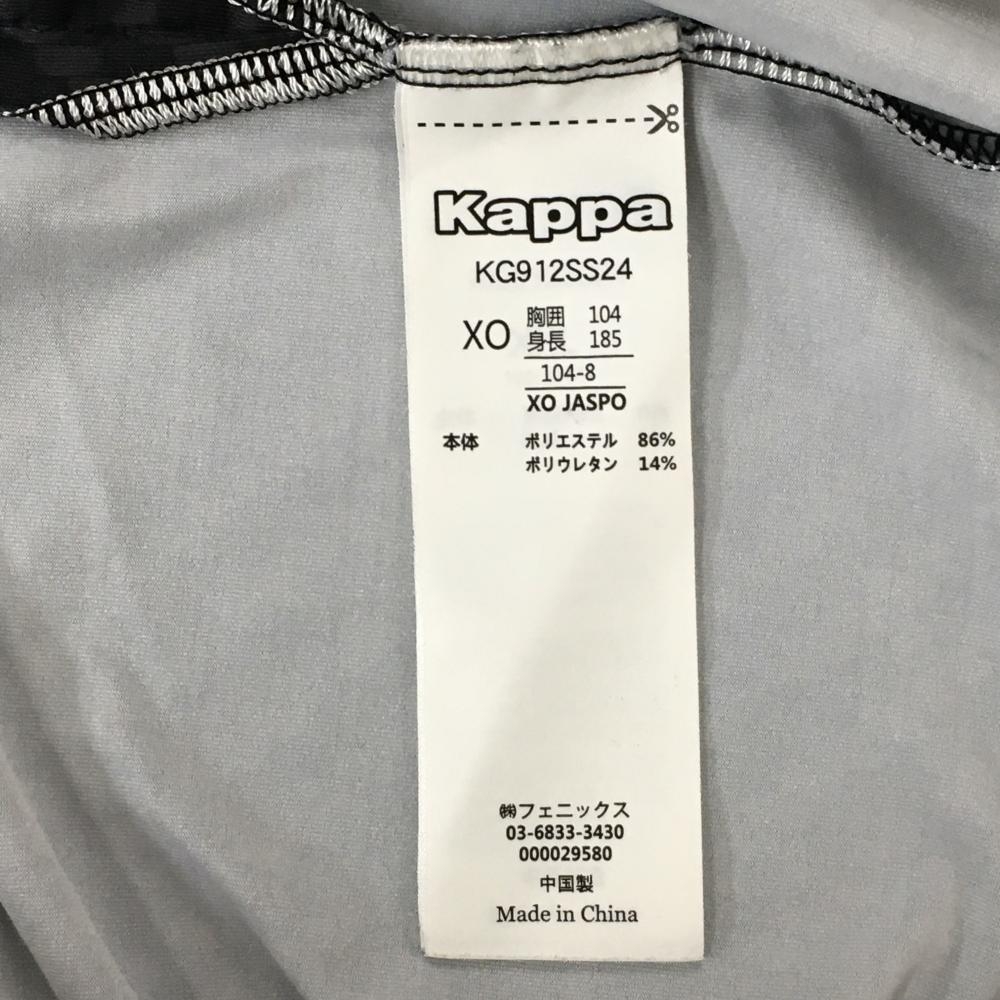 Kappa
KG912SS24
XO
胸囲 104
身長 185
104-8
XO JASPO
本体 ポリエステル 86%
ポリウレタン 14%
㈱フェニックス
03-6833-3430
000029580
中国製
Made in China